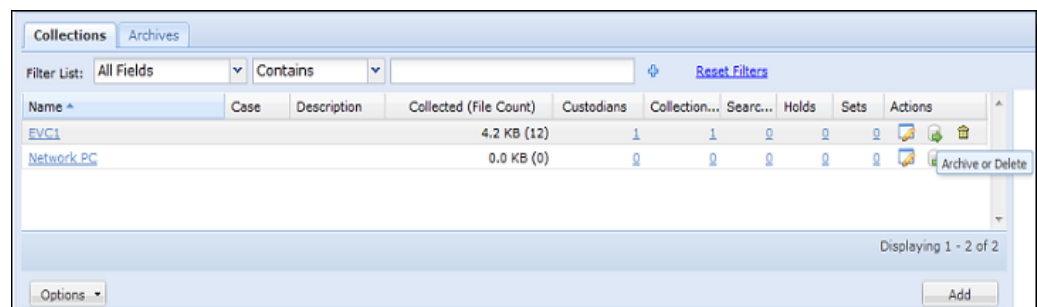 Collections Archives
Filter List: All Fields Contains Reset Filters
Name Case Description Collected (File Count) Custodians Collection... Searc... Holds Sets Actions
EVC1 4.2 KB (12) 1 1 0 0 0
Network PC 0.0 KB (0) 0 0 0 0 0
Archive or Delete
Displaying 1 - 2 of 2
Options Add